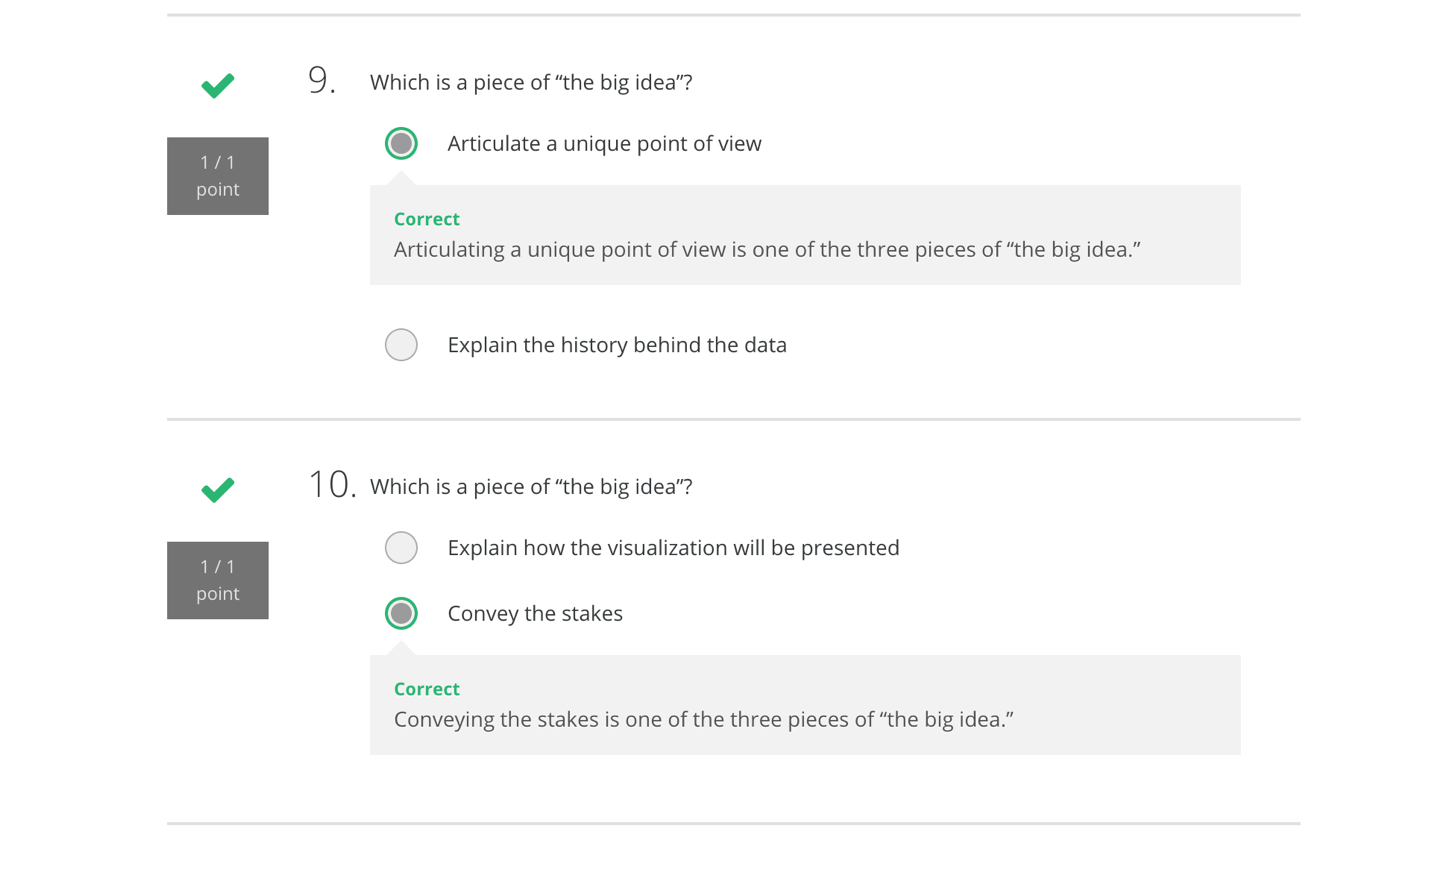 9. Which is a piece of “the big idea”?
1 / 1
point
Articulate a unique point of view
Correct
Articulating a unique point of view is one of the three pieces of “the big idea.”
Explain the history behind the data
10. Which is a piece of “the big idea”?
1 / 1
point
Explain how the visualization will be presented
Convey the stakes
Correct
Conveying the stakes is one of the three pieces of “the big idea.”